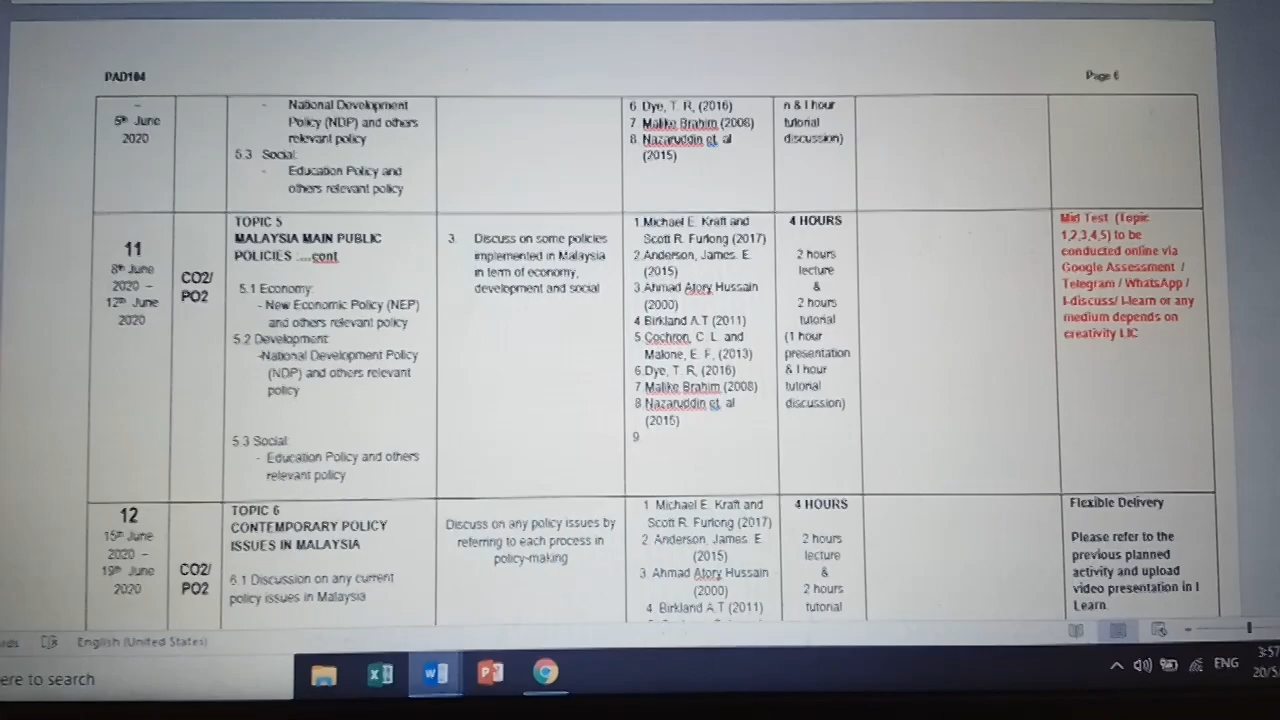 PAD104
Page 6
–
5th June
2020
- National Development
Policy (NDP) and others
relevant policy
5.3 Social:
- Education Policy and
others relevant policy
6 Dye, T. R, (2016)
7 Malike Brahim (2008)
8 Nazaruddin et. al
(2015)
n & I hour
tutorial
discussion)
11
8th June
2020 –
12th June
2020
CO2/
PO2
TOPIC 5
MALAYSIA MAIN PUBLIC
POLICIES ....cont
5.1 Economy:
- New Economic Policy (NEP)
and others relevant policy
5.2 Development:
-National Development Policy
(NDP) and others relevant
policy
5.3 Social:
- Education Policy and others
relevant policy
3. Discuss on some policies
implemented in Malaysia
in term of economy,
development and social
1 Michael E. Kraft and
Scott R. Furlong (2017)
2 Anderson, James. E.
(2015)
3 Ahmad Atory Hussain
(2000)
4 Birkland A.T (2011)
5 Cochron, C. L. and
Malone, E. F, (2013)
6 Dye, T. R, (2016)
7 Malike Brahim (2008)
8 Nazaruddin et. al
(2015)
9
4 HOURS
2 hours
lecture
&
2 hours
tutorial
(1 hour
presentation
& I hour
tutorial
discussion)
Mid Test (Topic
1,2,3,4,5) to be
conducted online via
Google Assessment /
Telegram / WhatsApp /
I-discuss/ I-learn or any
medium depends on
creativity LIC
12
15th June
2020 –
19th June
2020
CO2/
PO2
TOPIC 6
CONTEMPORARY POLICY
ISSUES IN MALAYSIA
6.1 Discussion on any current
policy issues in Malaysia
Discuss on any policy issues by
referring to each process in
policy-making
1 Michael E. Kraft and
Scott R. Furlong (2017)
2 Anderson, James. E.
(2015)
3 Ahmad Atory Hussain
(2000)
4 Birkland A.T (2011)
4 HOURS
2 hours
lecture
&
2 hours
tutorial
Flexible Delivery
Please refer to the
previous planned
activity and upload
video presentation in I
Learn
English (United States)
ere to search
ENG
3:57
20/5